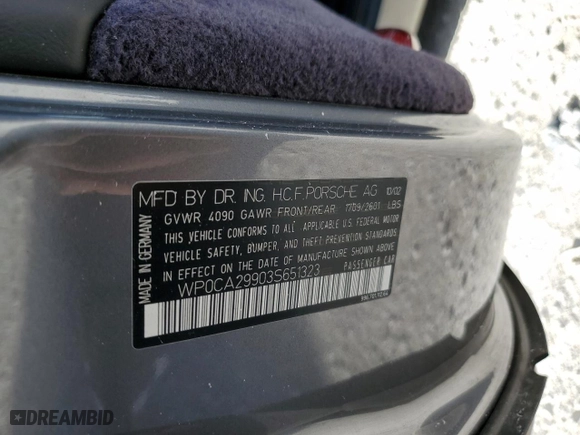 MFD BY DR. ING. H.C.F. PORSCHE AG 10/02
GVWR 4090 GAWR FRONT/REAR 1709/2601 LBS
THIS VEHICLE CONFORMS TO ALL APPLICABLE U.S. FEDERAL MOTOR
VEHICLE SAFETY, BUMPER, AND THEFT PREVENTION STANDARDS
IN EFFECT ON THE DATE OF MANUFACTURE SHOWN ABOVE
WP0CA29903S651323 PASSENGER CAR
MADE IN GERMANY
DREAMBID